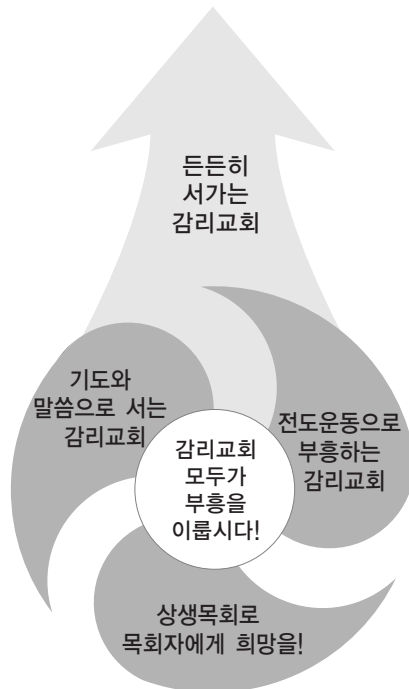 든든히
서가는
감리교회
기도와
말씀으로 서는
감리교회
전도운동으로
부흥하는
감리교회
감리교회
모두가
부흥을
이룹시다!
상생목회로
목회자에게 희망을!